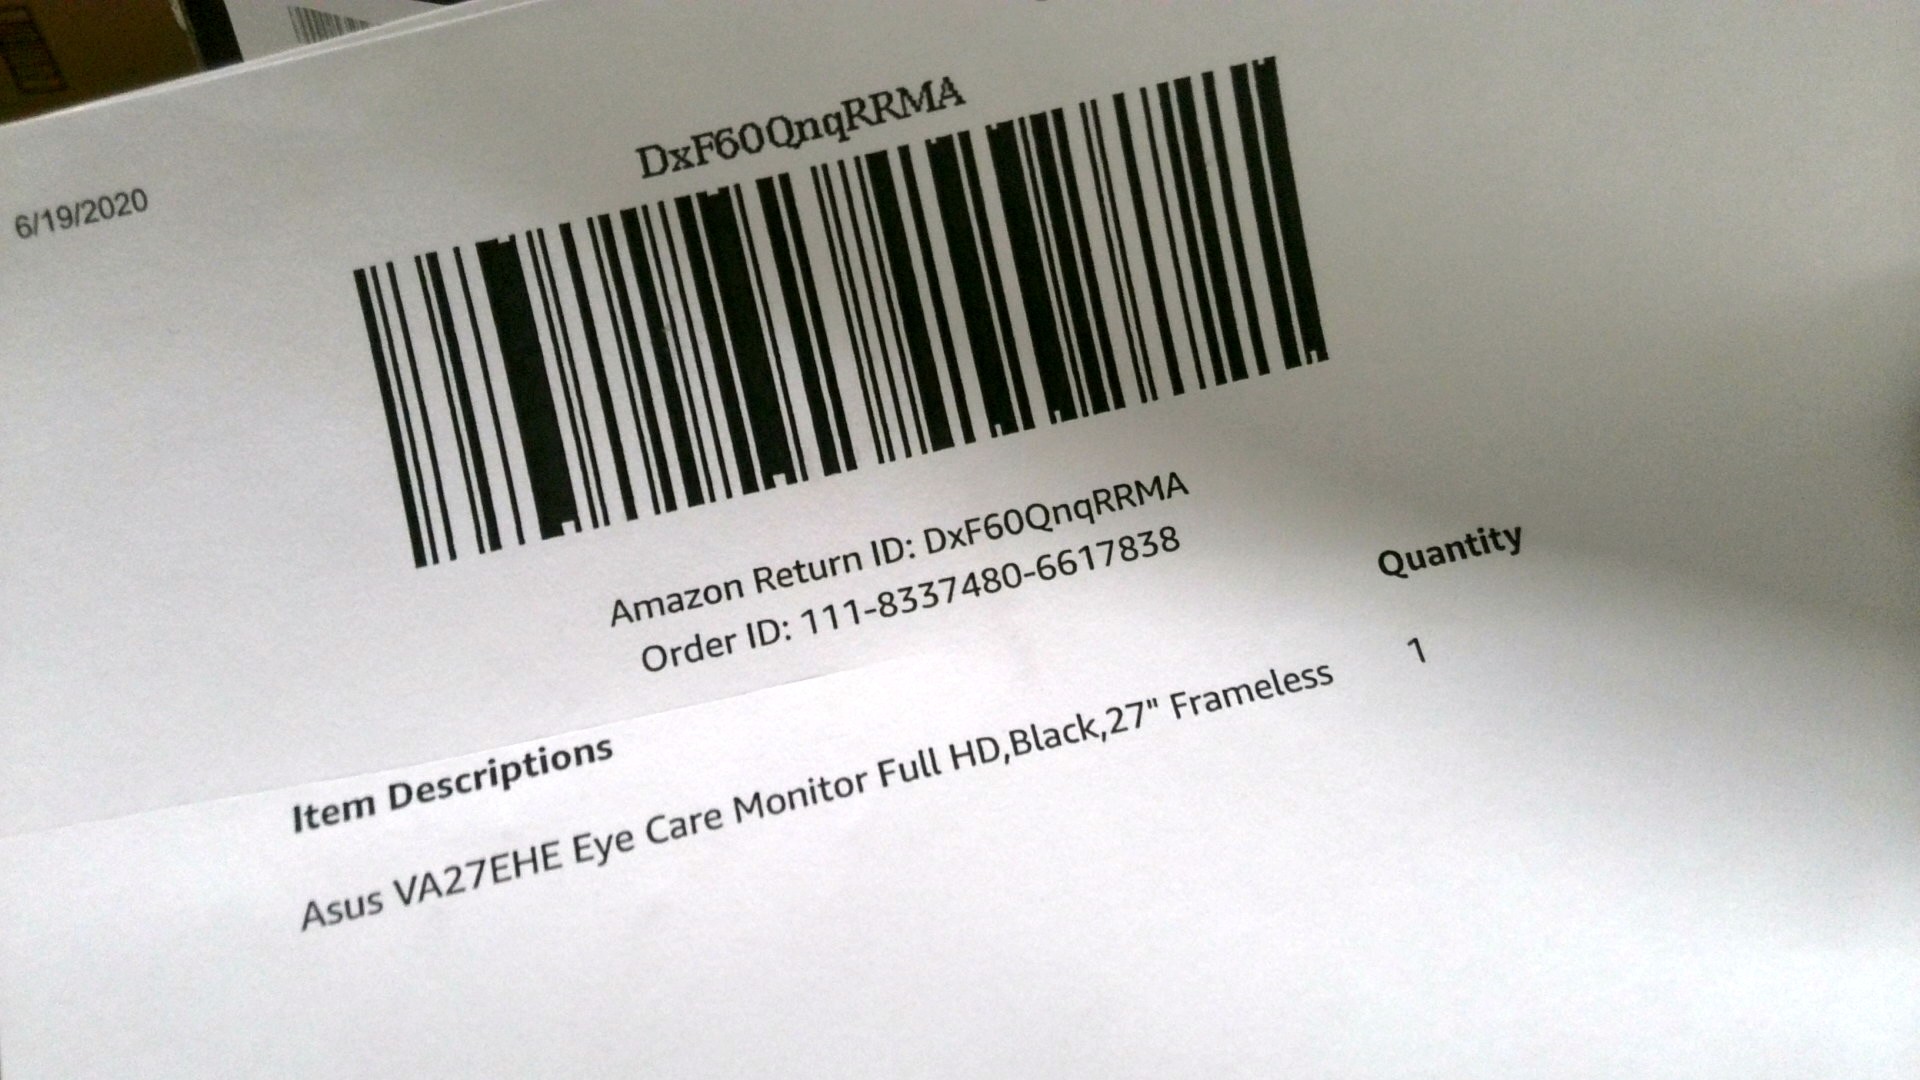 6/19/2020
DxF60QnqRRMA
Amazon Return ID: DxF60QnqRRMA
Order ID: 111-8337480-6617838
Item Descriptions Quantity
Asus VA27EHE Eye Care Monitor Full HD,Black,27" Frameless 1